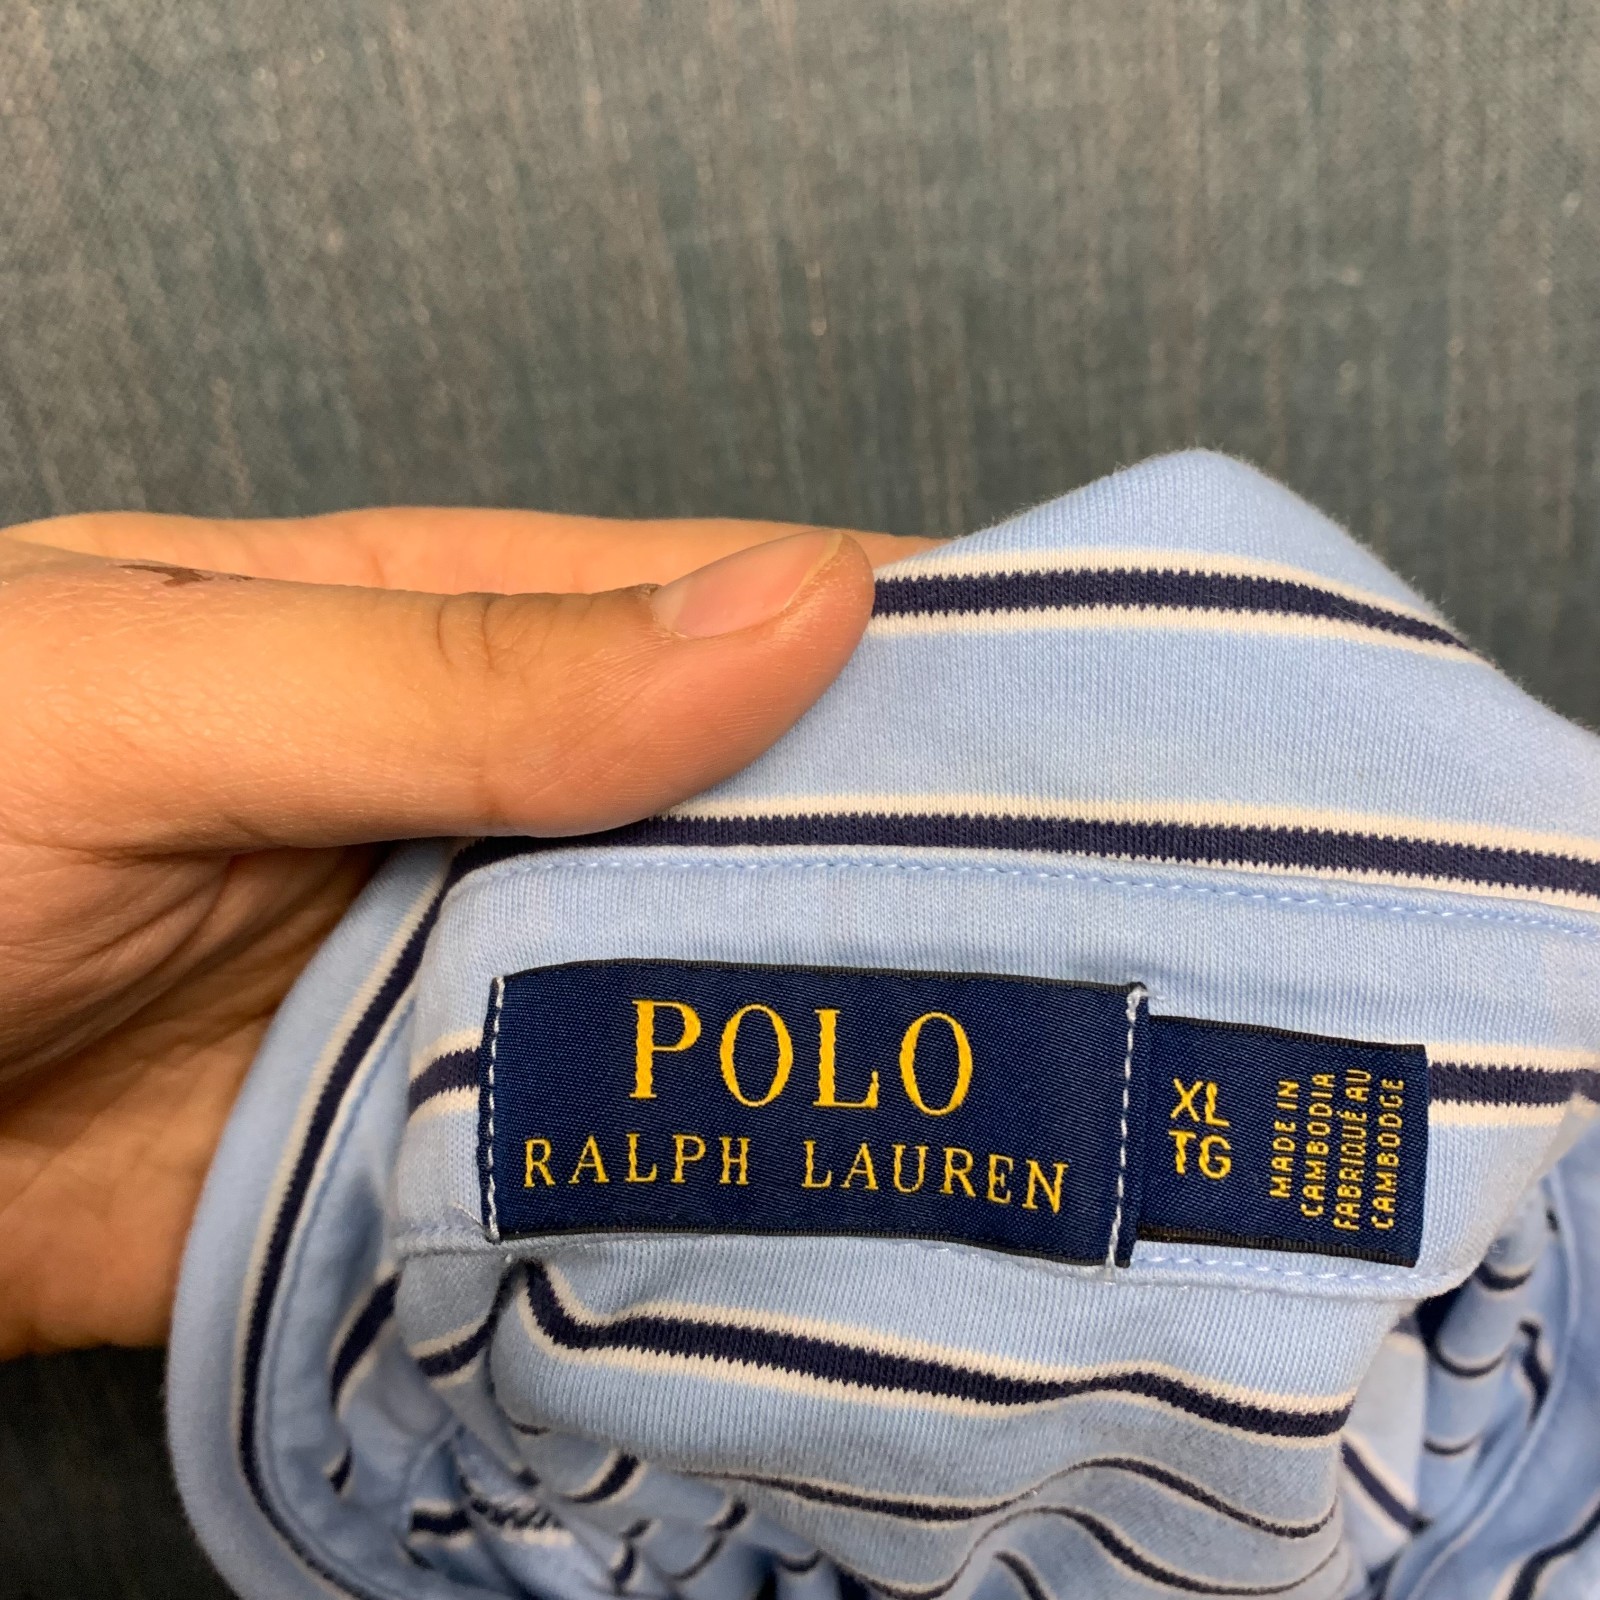 POLO
RALPH LAUREN
XL
TG
MADE IN
CAMBODIA
FABRIQUÉ AU
CAMBODGE